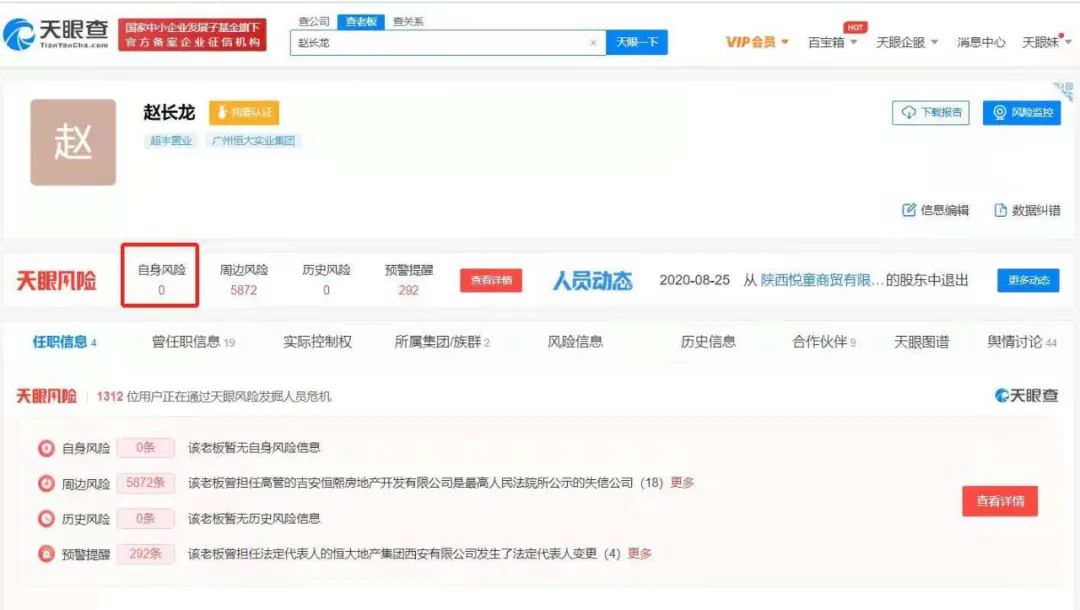 天眼查
TianYanCha.com
国家中小企业发展子基金旗下
官方备案企业征信机构
查公司 查老板 查关系
赵长龙 × 天眼一下
VIP会员 百宝箱 HOT 天眼企服 消息中心 天眼妹
赵
赵长龙 我要认证
超丰置业 广州恒大实业集团
下载报告 风险监控
信息编辑 数据纠错
天眼风险
自身风险 周边风险 历史风险 预警提醒
0 5872 0 292
查看详情
人员动态 2020-08-25 从 陕西悦童商贸有限... 的股东中退出 更多动态
任职信息 4 曾任职信息 19 实际控制权 所属集团/族群 2 风险信息 历史信息 合作伙伴 9 天眼图谱 舆情讨论 44
天眼风险 1312 位用户正在通过天眼风险发掘人员危机 天眼查
自身风险 0条 该老板暂无自身风险信息
周边风险 5872条 该老板曾担任高管的吉安恒熙房地产开发有限公司是最高人民法院所公示的失信公司（18） 更多
历史风险 0条 该老板暂无历史风险信息
预警提醒 292条 该老板曾担任法定代表人的恒大地产集团西安有限公司发生了法定代表人变更（4） 更多
查看详情